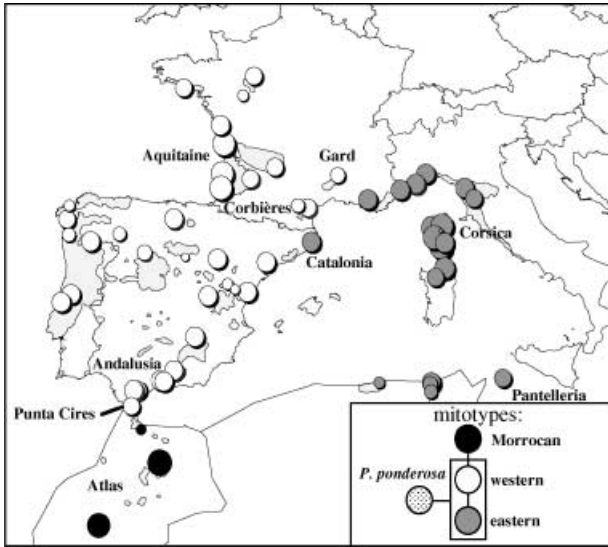 Aquitaine
Gard
Corbières
Corsica
Catalonia
Andalusia
Pantelleria
Punta Cires
mitotypes:
Morrocan
Atlas
P. ponderosa
western
eastern